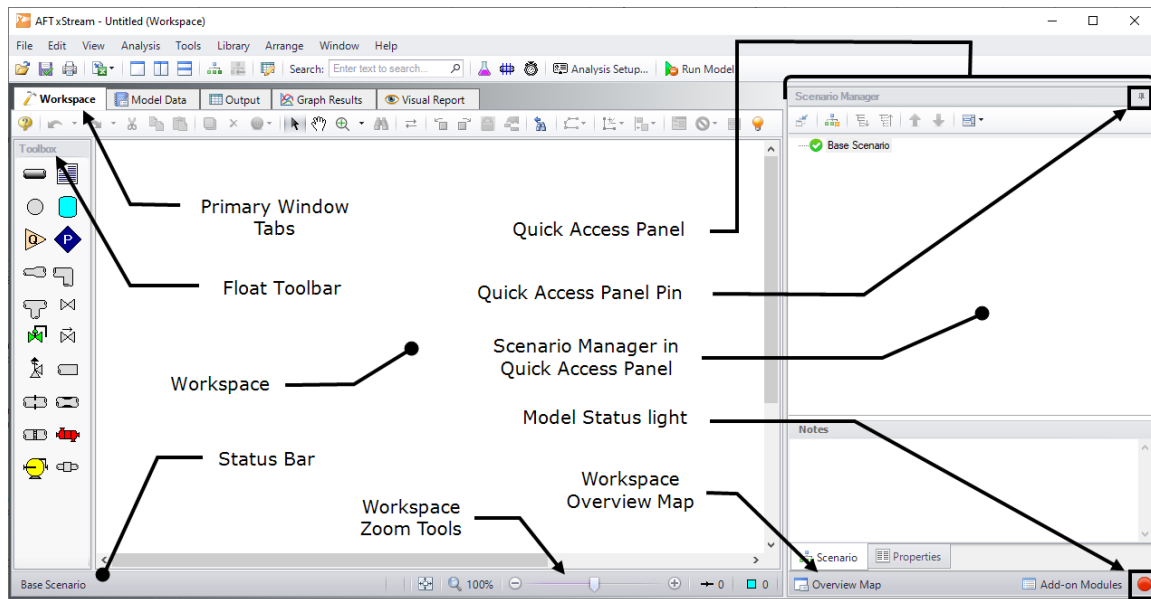 AFT xStream - Untitled (Workspace)
File Edit View Analysis Tools Library Arrange Window Help
Search: Enter text to search... Analysis Setup... Run Model
Workspace Model Data Output Graph Results Visual Report
Scenario Manager
Toolbox
Base Scenario
Q P
Primary Window
Tabs
Quick Access Panel
Float Toolbar
Quick Access Panel Pin
Scenario Manager in
Quick Access Panel
Workspace
Model Status light
Notes
Status Bar
Workspace
Overview Map
Workspace
Zoom Tools
Scenario Properties
Base Scenario 100% 0 0 Overview Map Add-on Modules